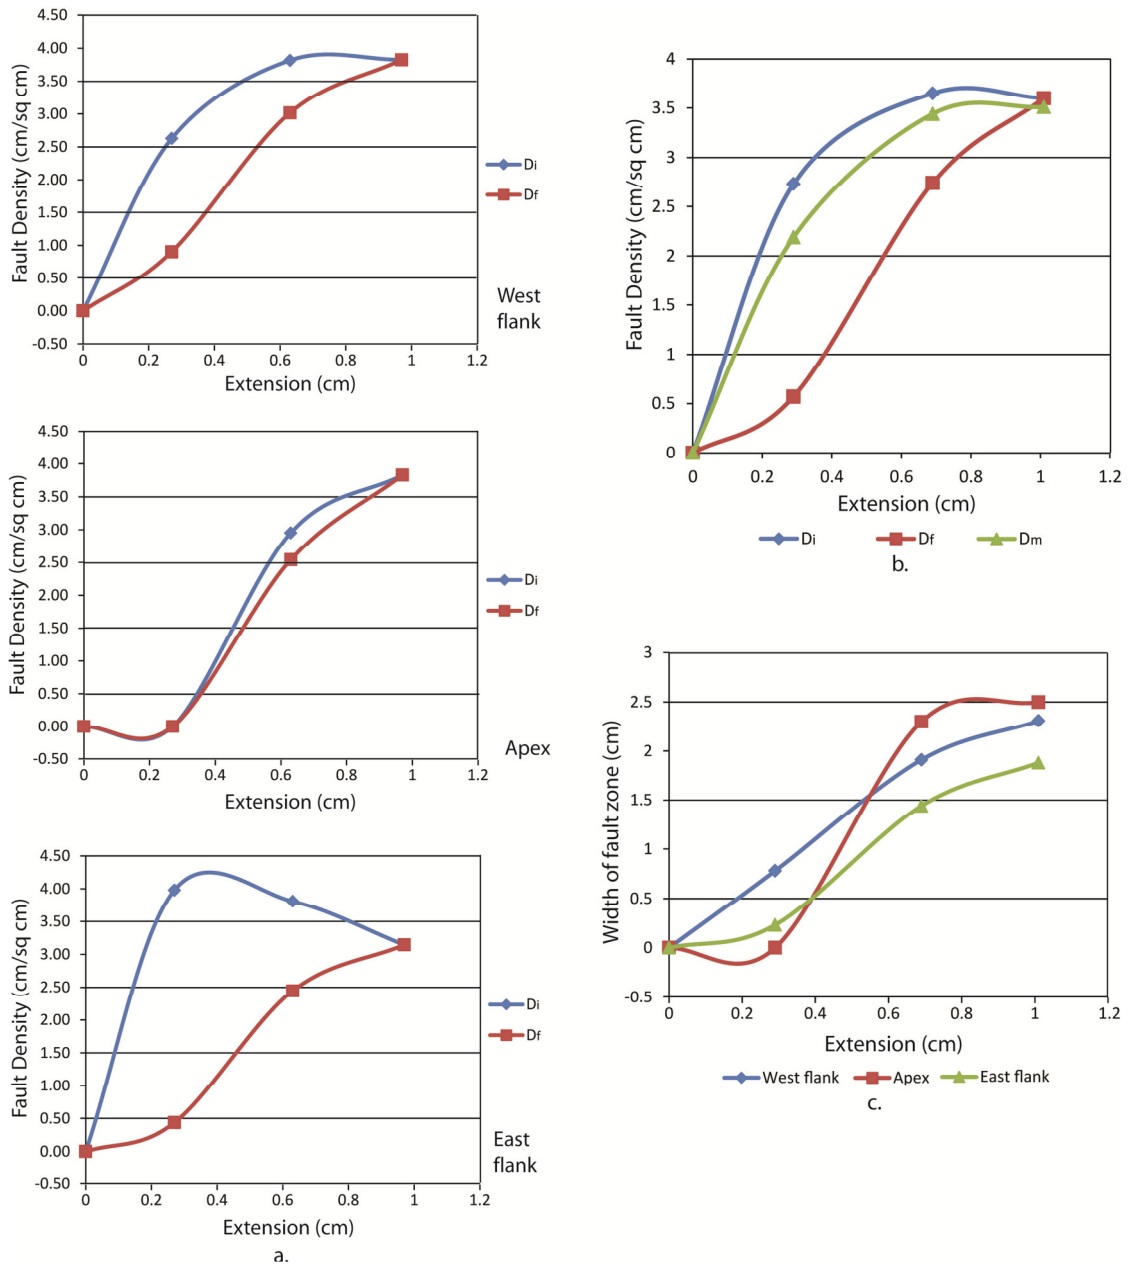 4.50
4.00
3.50
3.00
2.50
2.00
1.50
1.00
0.50
0.00
-0.50
Fault Density (cm/sq cm)
0 0.2 0.4 0.6 0.8 1 1.2
Extension (cm)
Di
Df
West
flank
4.50
4.00
3.50
3.00
2.50
2.00
1.50
1.00
0.50
0.00
-0.50
Fault Density (cm/sq cm)
0 0.2 0.4 0.6 0.8 1 1.2
Extension (cm)
Di
Df
Apex
4.50
4.00
3.50
3.00
2.50
2.00
1.50
1.00
0.50
0.00
-0.50
Fault Density (cm/sq cm)
0 0.2 0.4 0.6 0.8 1 1.2
Extension (cm)
Di
Df
East
flank
a.
4
3.5
3
2.5
2
1.5
1
0.5
0
Fault Density (cm/sq cm)
0 0.2 0.4 0.6 0.8 1 1.2
Extension (cm)
Di Df Dm
b.
3
2.5
2
1.5
1
0.5
0
-0.5
Width of fault zone (cm)
0 0.2 0.4 0.6 0.8 1 1.2
Extension (cm)
West flank Apex East flank
c.